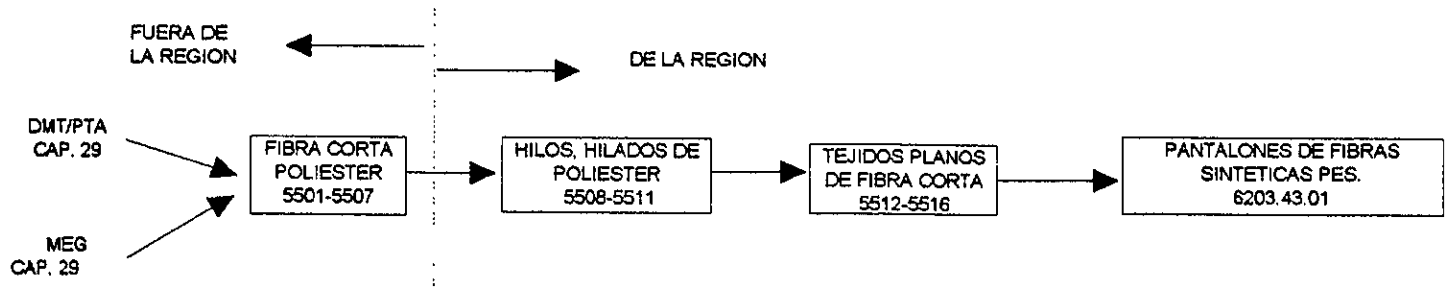 FUERA DE
LA REGION
DE LA REGION
DMT/PTA
CAP. 29
FIBRA CORTA
POLIESTER
5501-5507
HILOS, HILADOS DE
POLIESTER
5508-5511
TEJIDOS PLANOS
DE FIBRA CORTA
5512-5516
PANTALONES DE FIBRAS
SINTETICAS PES.
6203.43.01
MEG
CAP. 29